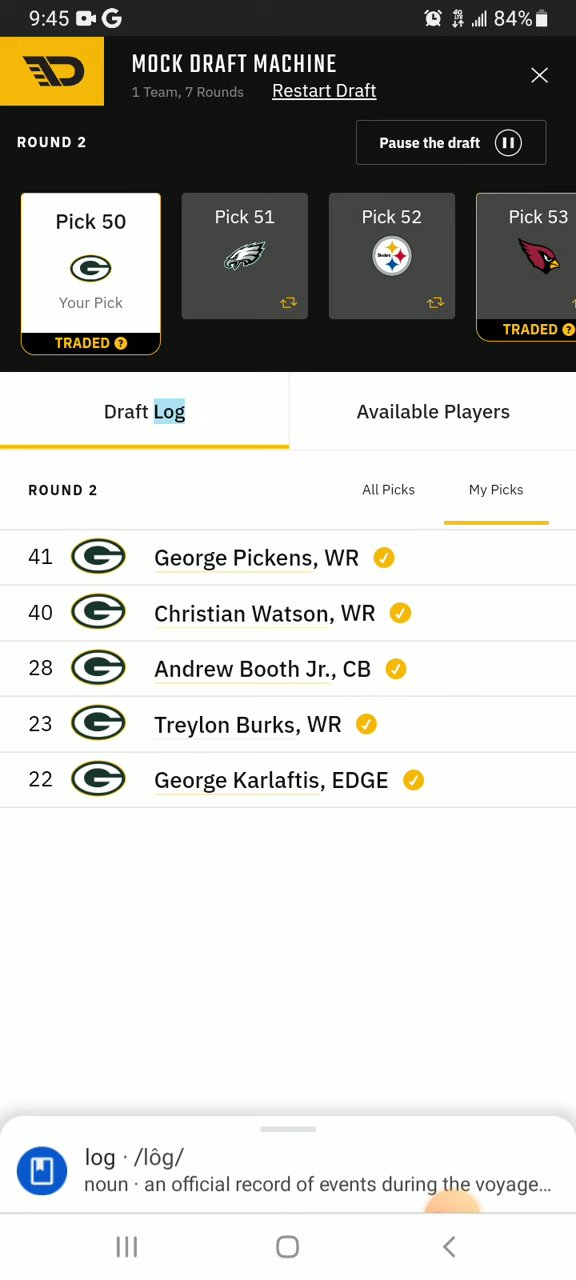 9:45 G 4G LTE 84%
MOCK DRAFT MACHINE
1 Team, 7 Rounds Restart Draft
ROUND 2 Pause the draft
Pick 50 Pick 51 Pick 52 Pick 53
Steelers
Your Pick
TRADED ? TRADED ?
Draft Log Available Players
ROUND 2 All Picks My Picks
41 G George Pickens, WR
40 G Christian Watson, WR
28 G Andrew Booth Jr., CB
23 G Treylon Burks, WR
22 G George Karlaftis, EDGE
log · /lôg/
noun · an official record of events during the voyage...